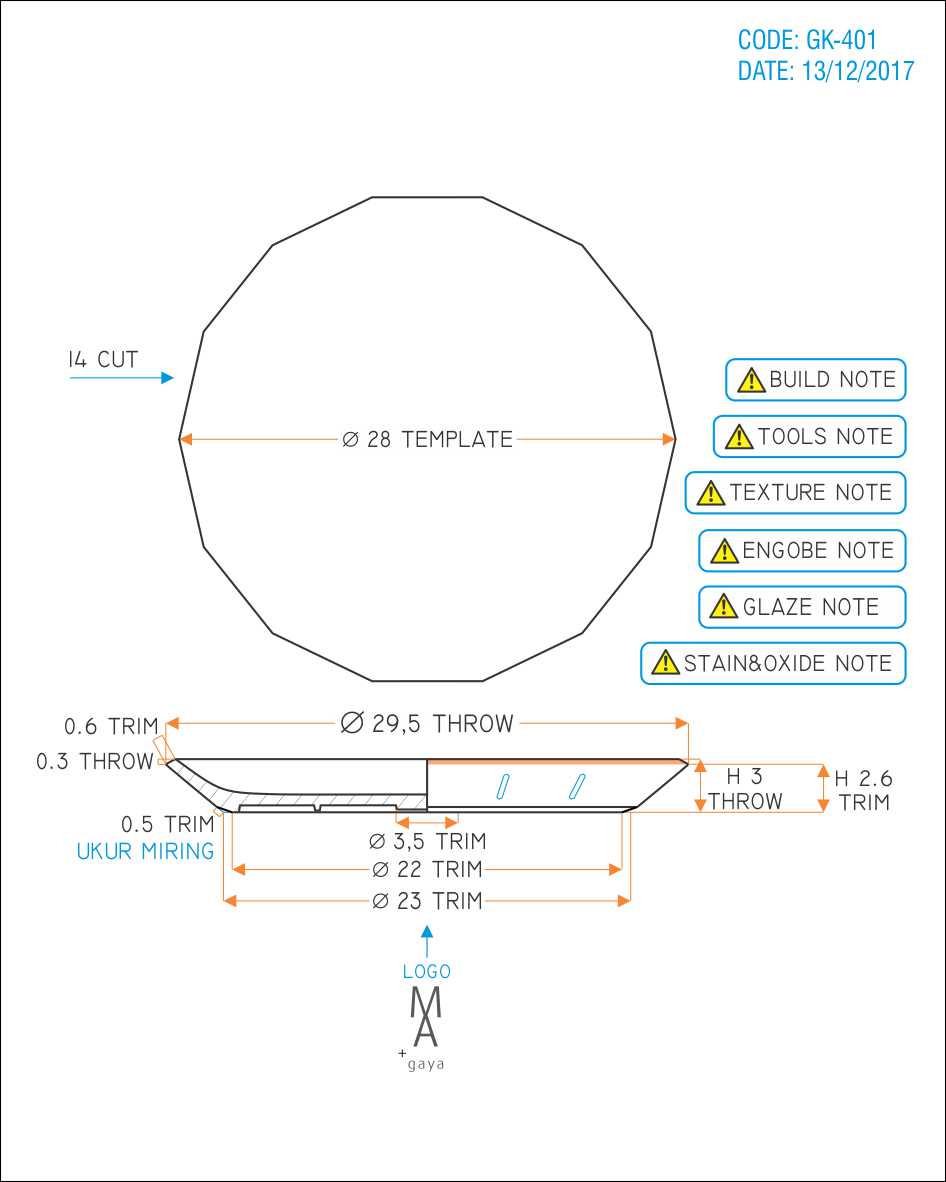 CODE: GK-401
DATE: 13/12/2017
14 CUT
Ø 28 TEMPLATE
BUILD NOTE
TOOLS NOTE
TEXTURE NOTE
ENGOBE NOTE
GLAZE NOTE
STAIN&OXIDE NOTE
0.6 TRIM
Ø 29,5 THROW
0.3 THROW
H 3
THROW
H 2.6
TRIM
0.5 TRIM
UKUR MIRING
Ø 3,5 TRIM
Ø 22 TRIM
Ø 23 TRIM
LOGO
M
A
+
gaya